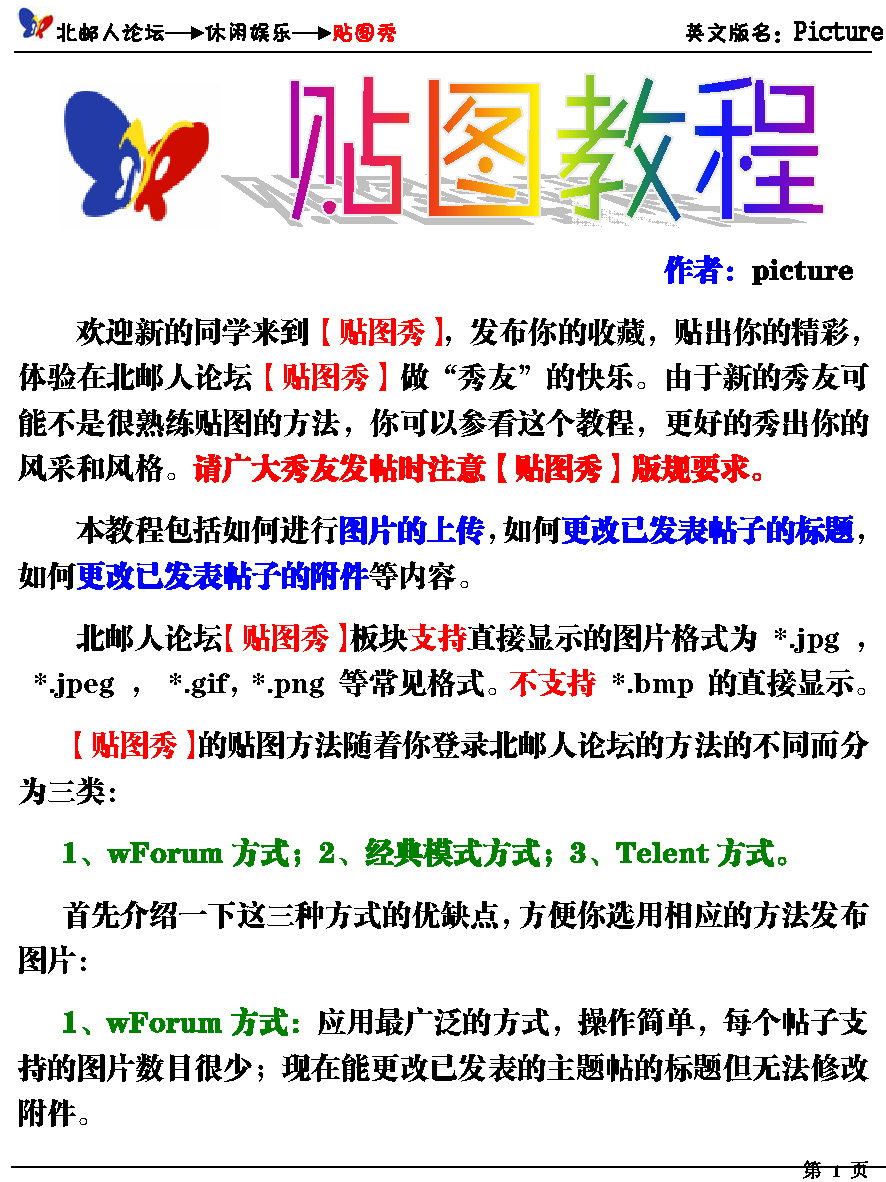 北邮人论坛—▶休闲娱乐—▶贴图秀 英文版名：Picture
贴图教程
作者：picture
欢迎新的同学来到【贴图秀】，发布你的收藏，贴出你的精彩，
体验在北邮人论坛【贴图秀】做“秀友”的快乐。由于新的秀友可
能不是很熟练贴图的方法，你可以参看这个教程，更好的秀出你的
风采和风格。请广大秀友发帖时注意【贴图秀】版规要求。
本教程包括如何进行图片的上传，如何更改已发表帖子的标题，
如何更改已发表帖子的附件等内容。
北邮人论坛【贴图秀】板块支持直接显示的图片格式为 *.jpg ，
*.jpeg ， *.gif，*.png 等常见格式。不支持 *.bmp 的直接显示。
【贴图秀】的贴图方法随着你登录北邮人论坛的方法的不同而分
为三类：
1、wForum 方式；2、经典模式方式；3、Telent 方式。
首先介绍一下这三种方式的优缺点，方便你选用相应的方法发布
图片：
1、wForum 方式：应用最广泛的方式，操作简单，每个帖子支
持的图片数目很少；现在能更改已发表的主题帖的标题但无法修改
附件。
第 1 页